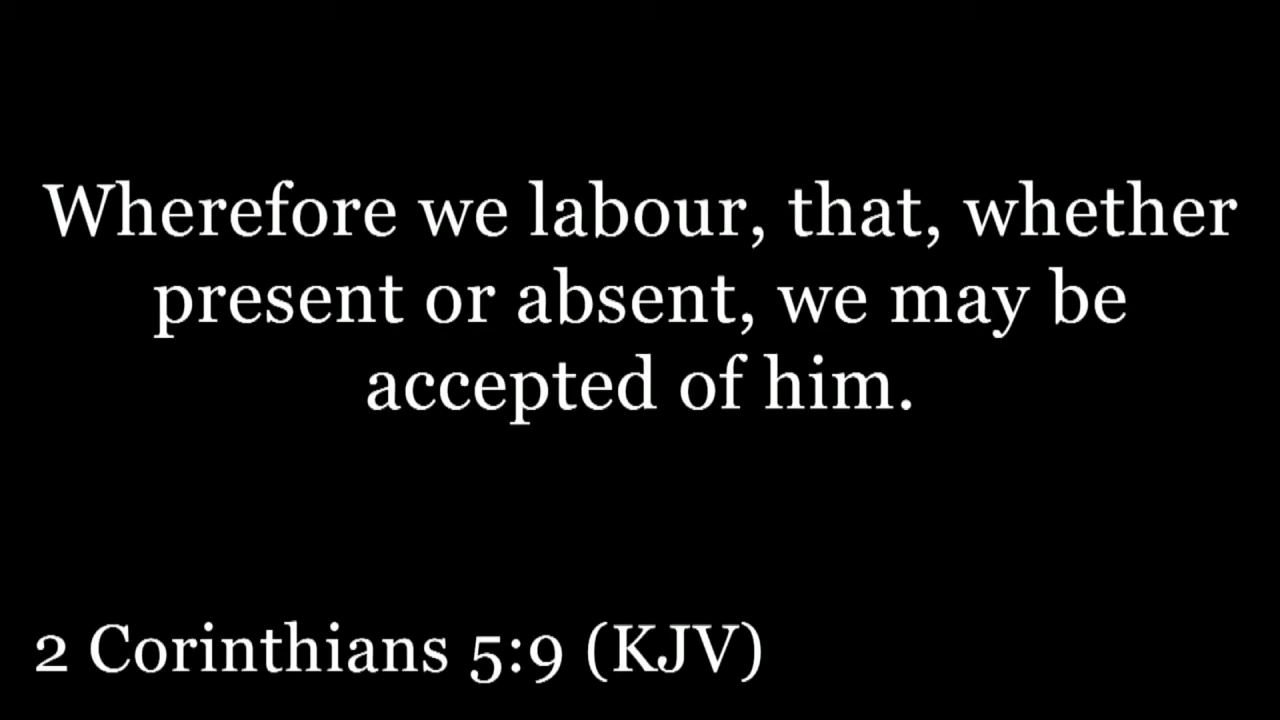 Wherefore we labour, that, whether
present or absent, we may be
accepted of him.
2 Corinthians 5:9 (KJV)